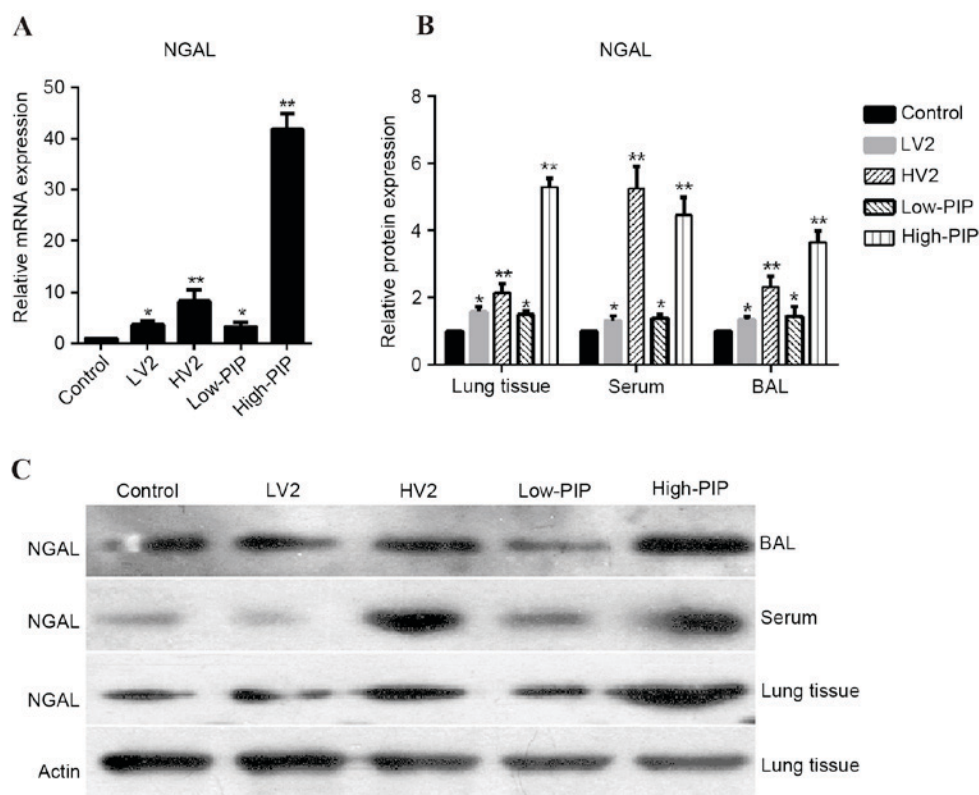 A
NGAL
Relative mRNA expression
50
40
30
20
10
0
**
**
*
*
Control
LV2
HV2
Low-PIP
High-PIP
B
NGAL
Relative protein expression
8
6
4
2
0
*
**
*
**
*
**
*
**
*
**
*
**
Lung tissue
Serum
BAL
Control
LV2
HV2
Low-PIP
High-PIP
C
Control LV2 HV2 Low-PIP High-PIP
NGAL BAL
NGAL Serum
NGAL Lung tissue
Actin Lung tissue